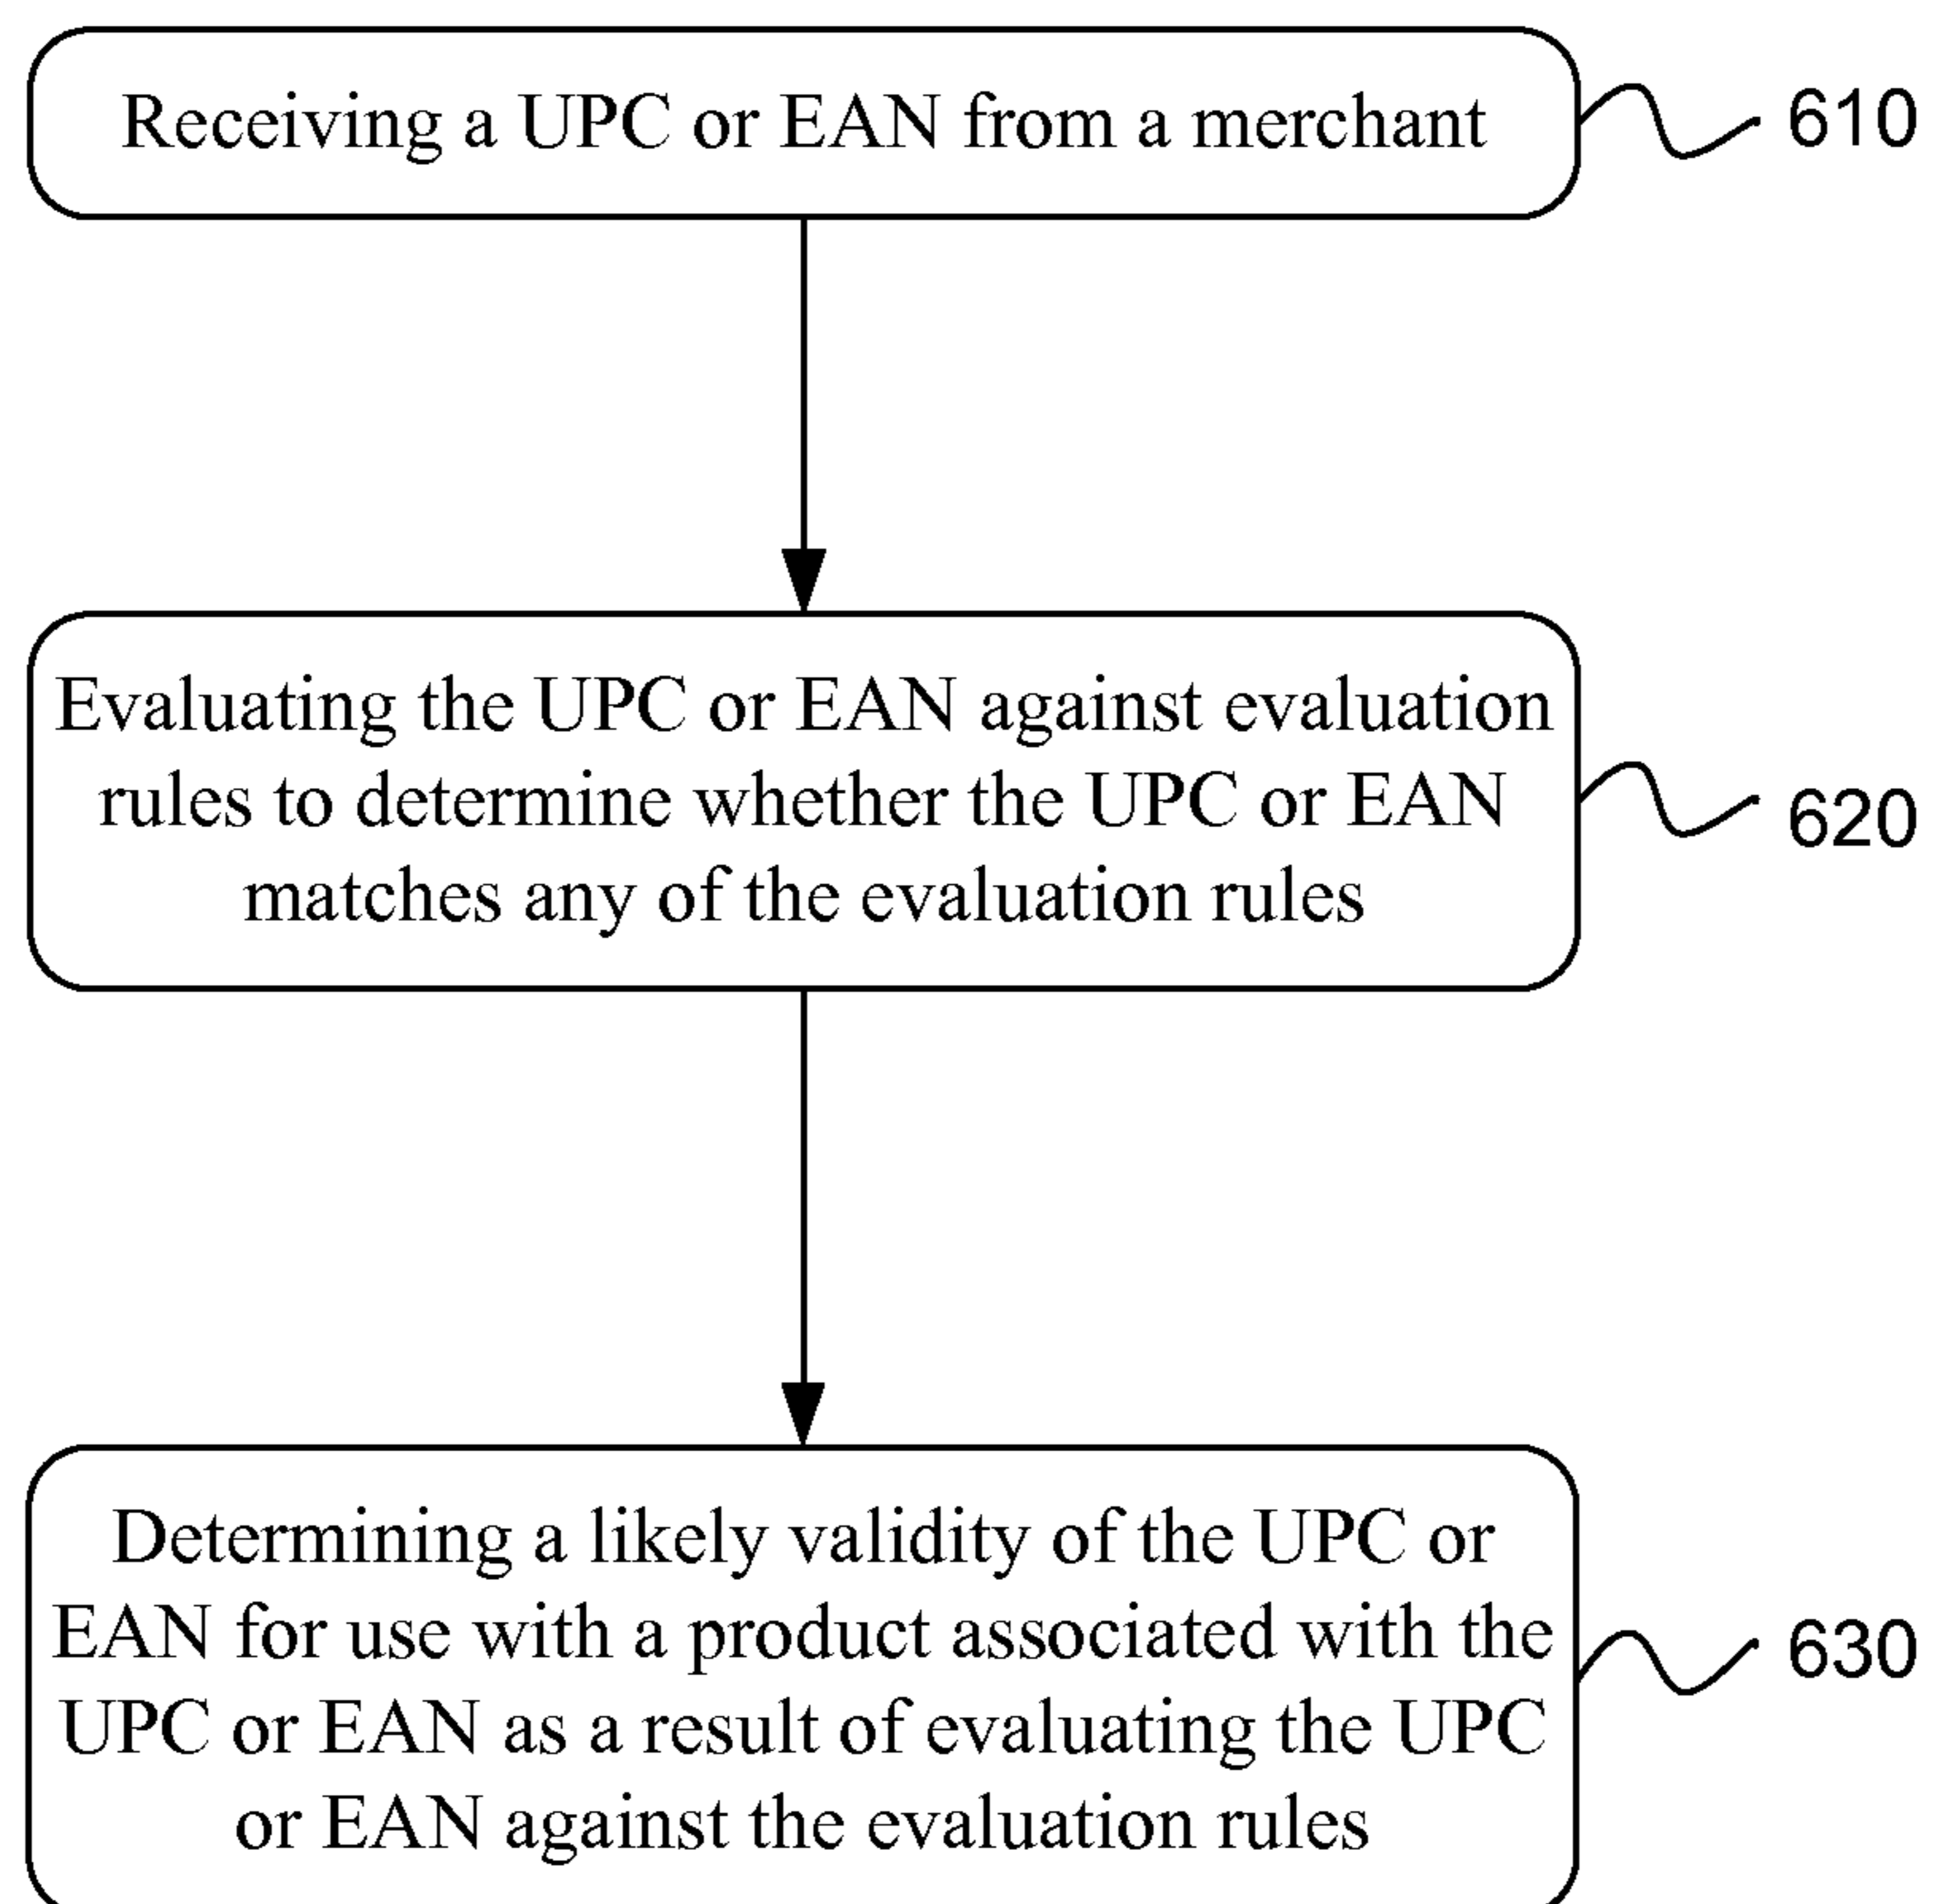 Receiving a UPC or EAN from a merchant
610
Evaluating the UPC or EAN against evaluation
rules to determine whether the UPC or EAN
matches any of the evaluation rules
620
Determining a likely validity of the UPC or
EAN for use with a product associated with the
UPC or EAN as a result of evaluating the UPC
or EAN against the evaluation rules
630